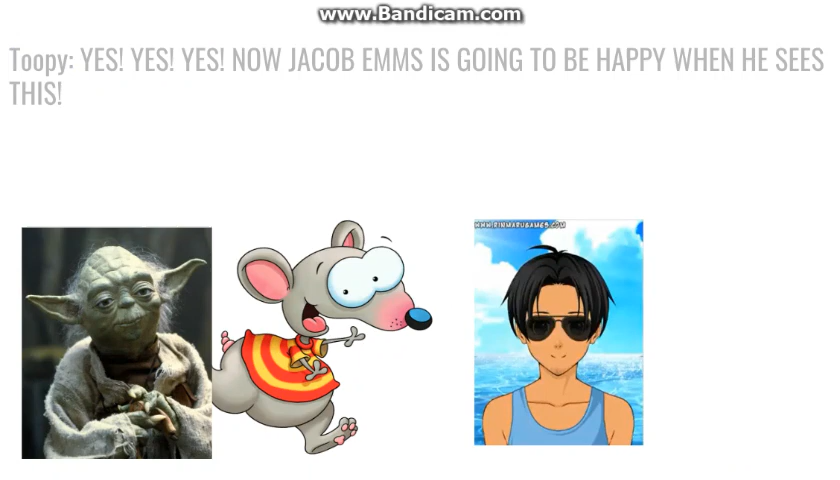 www.Bandicam.com
Toopy: YES! YES! YES! NOW JACOB EMMS IS GOING TO BE HAPPY WHEN HE SEES
THIS!
WWW.RINMARUGAMES.COM